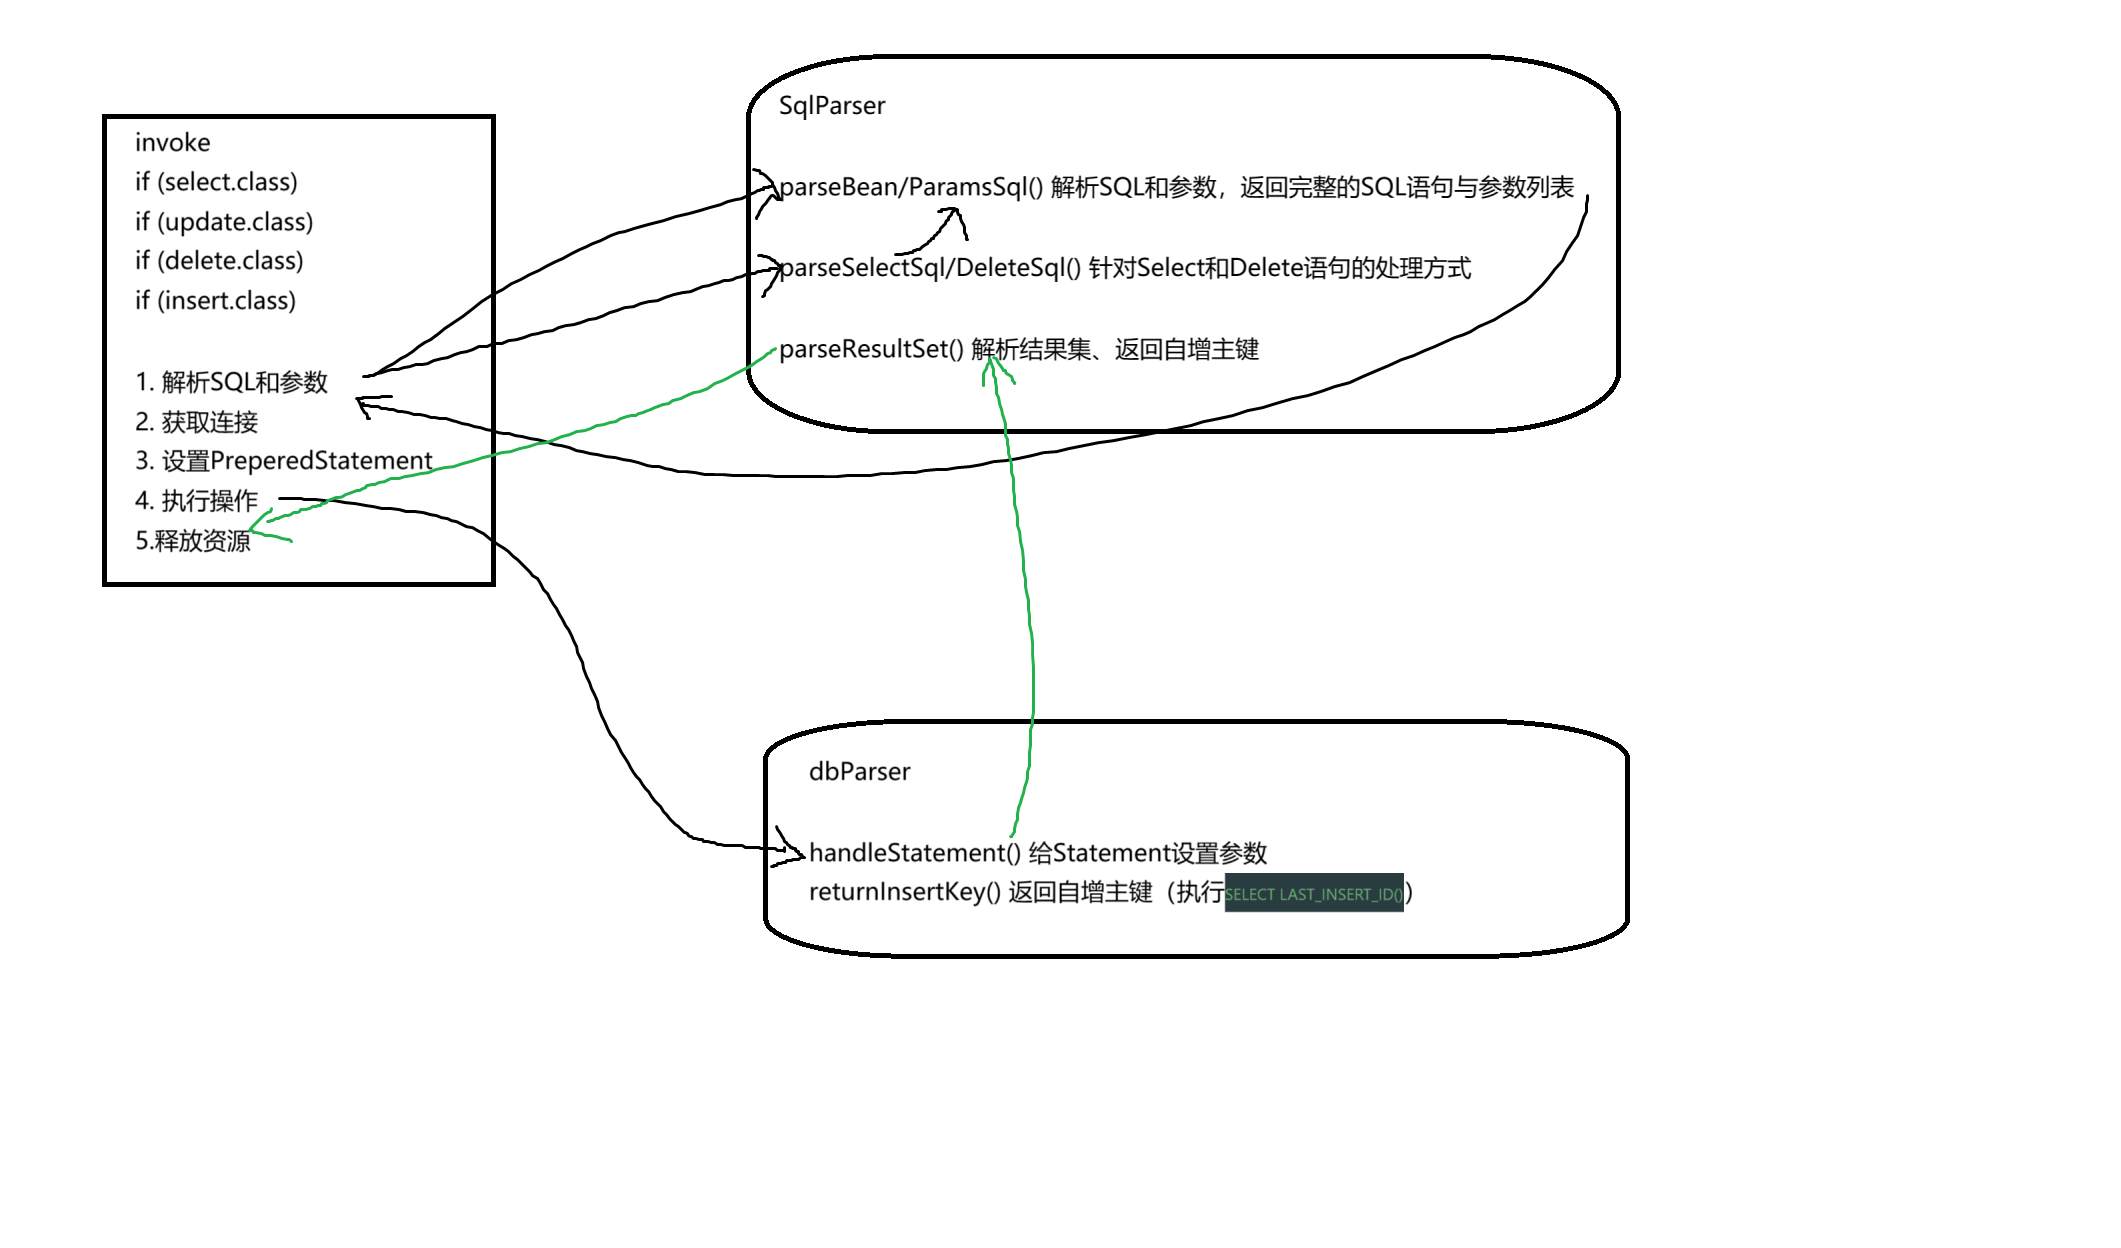 invoke
if (select.class)
if (update.class)
if (delete.class)
if (insert.class)
1. 解析SQL和参数
2. 获取连接
3. 设置PreperedStatement
4. 执行操作
5.释放资源
SqlParser
parseBean/ParamsSql() 解析SQL和参数，返回完整的SQL语句与参数列表
parseSelectSql/DeleteSql() 针对Select和Delete语句的处理方式
parseResultSet() 解析结果集、返回自增主键
dbParser
handleStatement() 给Statement设置参数
returnInsertKey() 返回自增主键（执行SELECT LAST_INSERT_ID()）